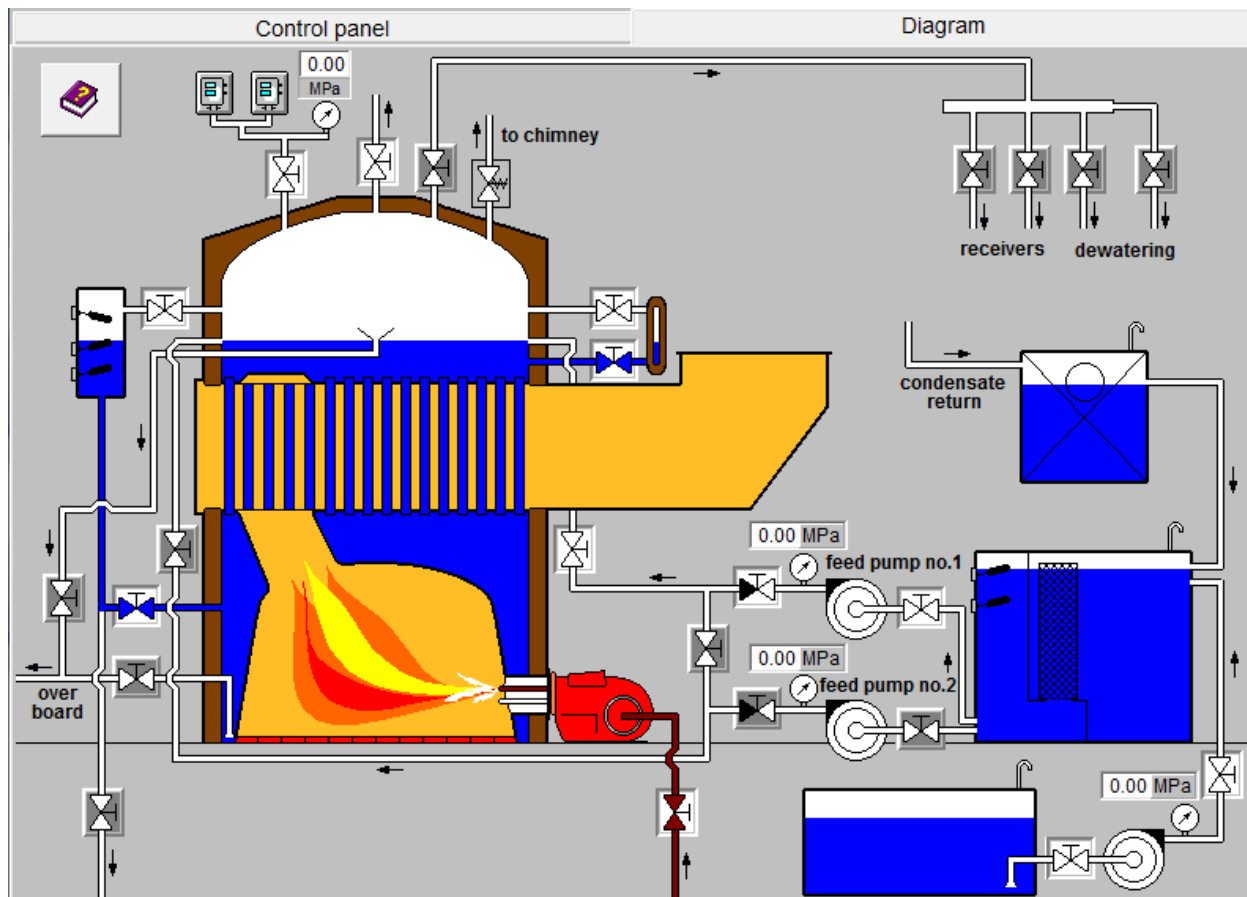 Control panel
Diagram
0.00
MPa
?
to chimney
receivers
dewatering
condensate
return
0.00 MPa
feed pump no.1
0.00 MPa
feed pump no.2
over
board
0.00 MPa